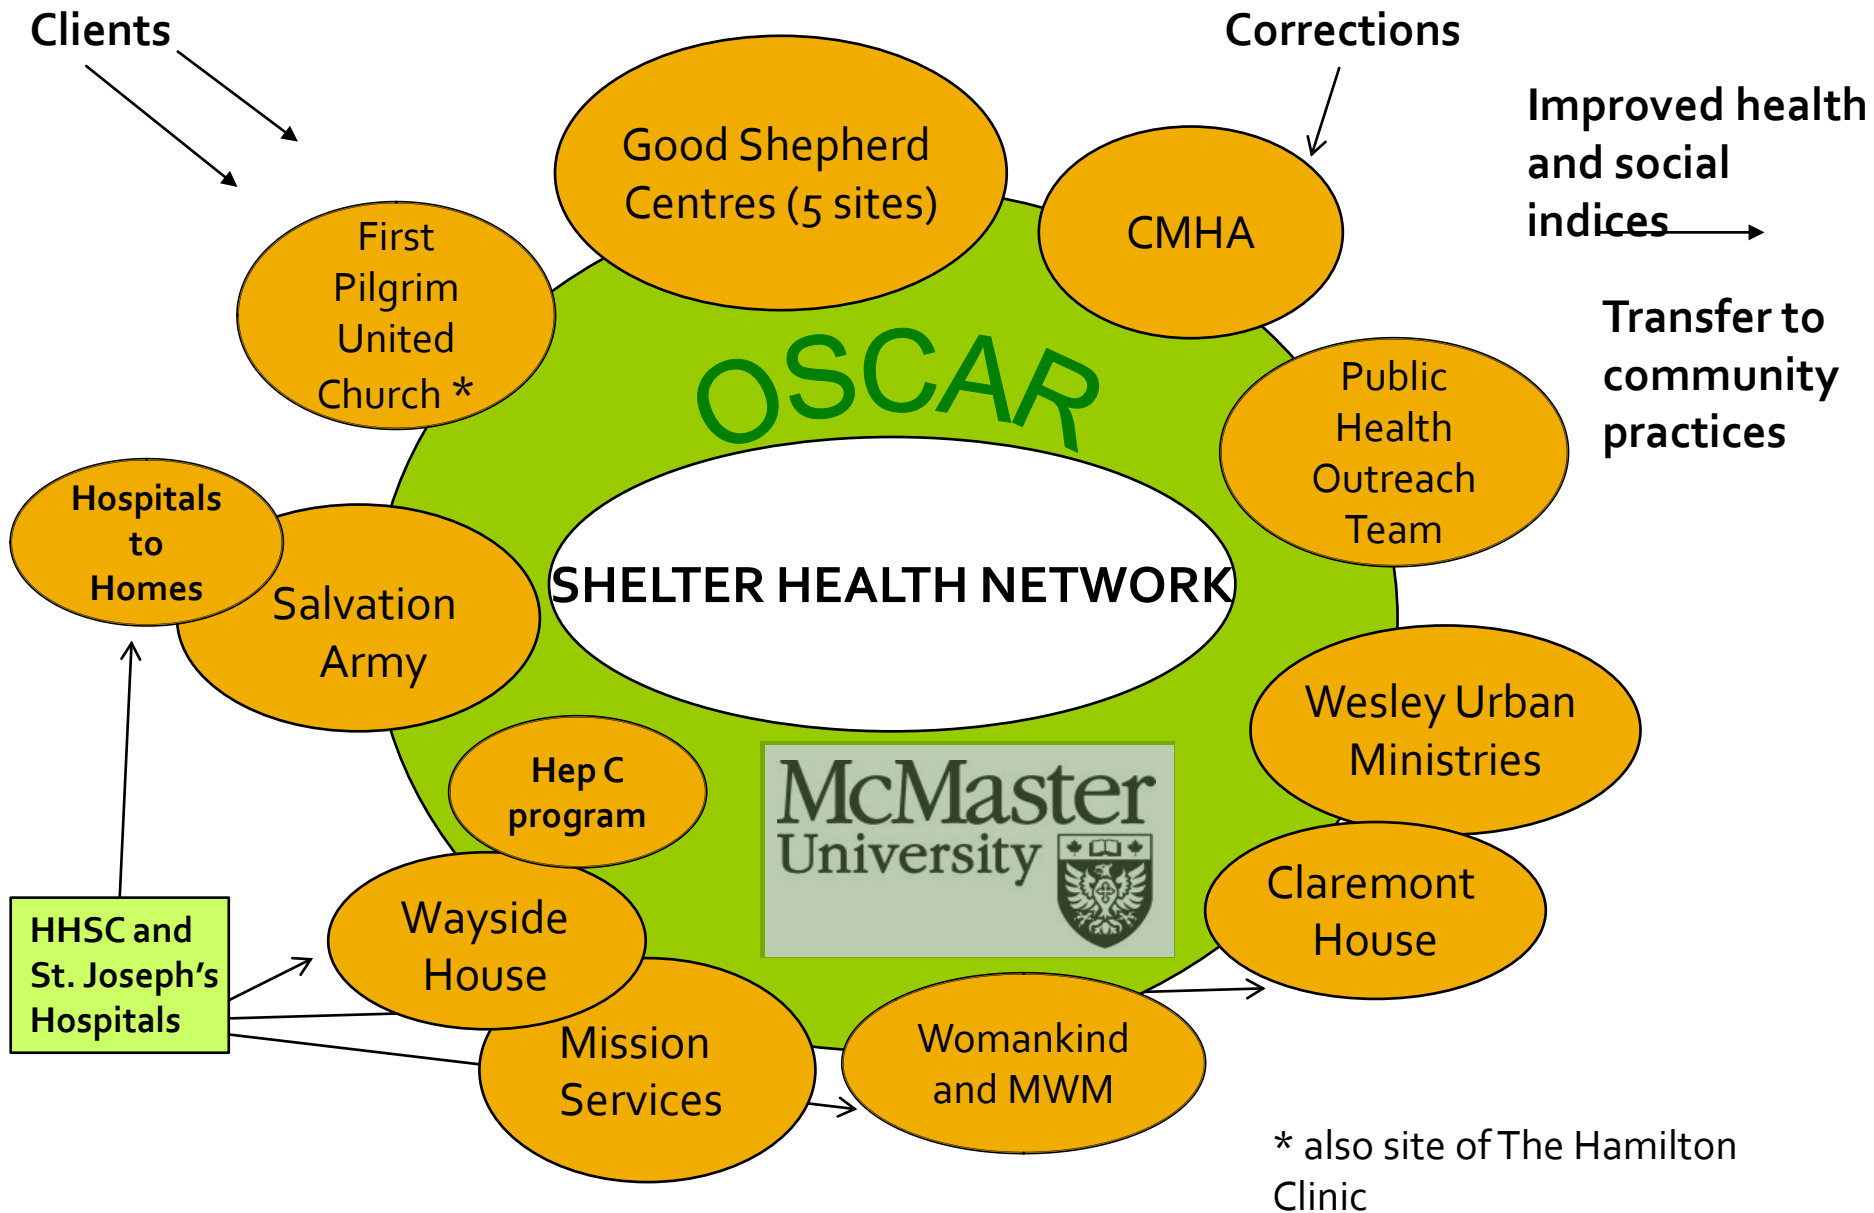 Clients
Corrections
Improved health
and social
indices
Good Shepherd
Centres (5 sites)
CMHA
First
Pilgrim
United
Church *
Transfer to
community
practices
OSCAR
Public
Health
Outreach
Team
Hospitals
to
Homes
Salvation
Army
SHELTER HEALTH NETWORK
Wesley Urban
Ministries
Hep C
program
McMaster
University
Claremont
House
Wayside
House
HHSC and
St. Joseph’s
Hospitals
Mission
Services
Womankind
and MWM
* also site of The Hamilton
Clinic